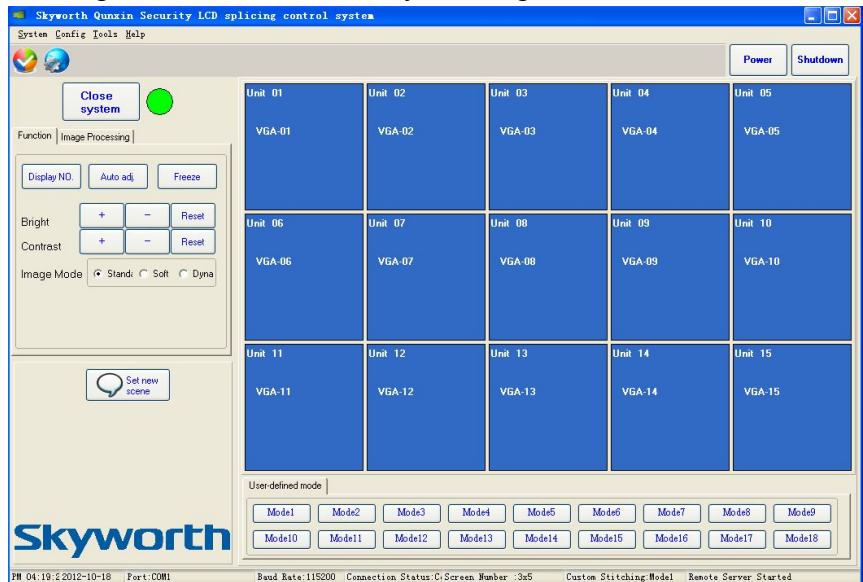 Skyworth Qunxin Security LCD splicing control system
System Config Tools Help
Power Shutdown
Close
system
Function Image Processing
Display NO. Auto adj. Freeze
Bright + - Reset
Contrast + - Reset
Image Mode Standa Soft Dyna
Set new
scene
Skyworth
Unit 01 Unit 02 Unit 03 Unit 04 Unit 05
VGA-01 VGA-02 VGA-03 VGA-04 VGA-05
Unit 06 Unit 07 Unit 08 Unit 09 Unit 10
VGA-06 VGA-07 VGA-08 VGA-09 VGA-10
Unit 11 Unit 12 Unit 13 Unit 14 Unit 15
VGA-11 VGA-12 VGA-13 VGA-14 VGA-15
User-defined mode
Mode1 Mode2 Mode3 Mode4 Mode5 Mode6 Mode7 Mode8 Mode9
Mode10 Mode11 Mode12 Mode13 Mode14 Mode15 Mode16 Mode17 Mode18
PM 04:19:2 2012-10-18 Port:COM1 Baud Rate:115200 Connection Status:C Screen Number :3x5 Custom Stitching:Model Remote Server Started